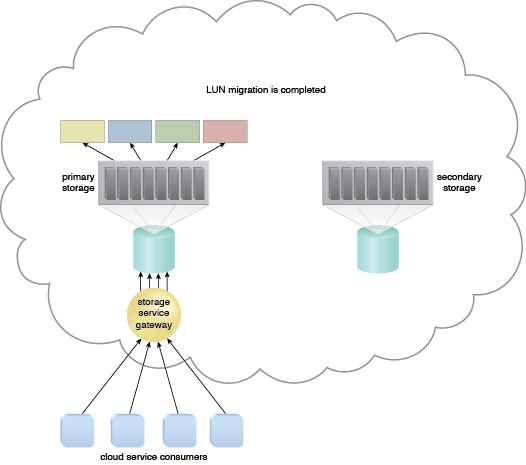 LUN migration is completed
primary
storage
secondary
storage
storage
service
gateway
cloud service consumers